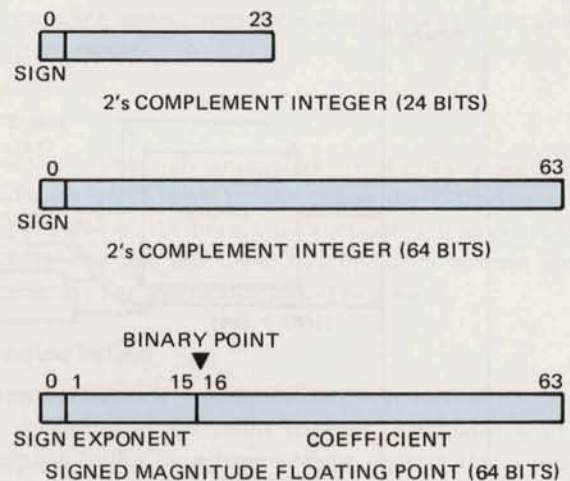 0 23
SIGN
2's COMPLEMENT INTEGER (24 BITS)
0 63
SIGN
2's COMPLEMENT INTEGER (64 BITS)
BINARY POINT
0 1 15 16 63
SIGN EXPONENT COEFFICIENT
SIGNED MAGNITUDE FLOATING POINT (64 BITS)